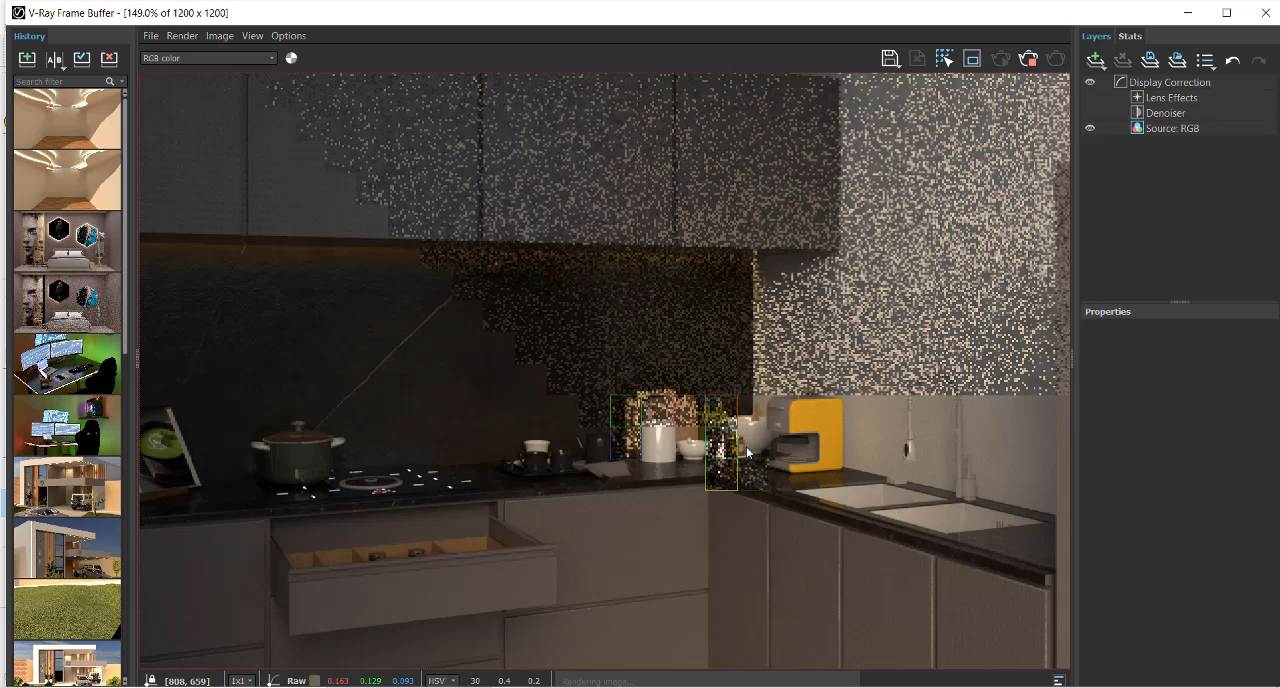 V-Ray Frame Buffer - [149.0% of 1200 x 1200]
History
File Render Image View Options
Layers Stats
A B
RGB color
Search filter
Display Correction
Lens Effects
Denoiser
Source: RGB
Properties
[808, 659] 1x1 Raw 0.163 0.129 0.093 HSV 30 0.4 0.2 Rendering image...